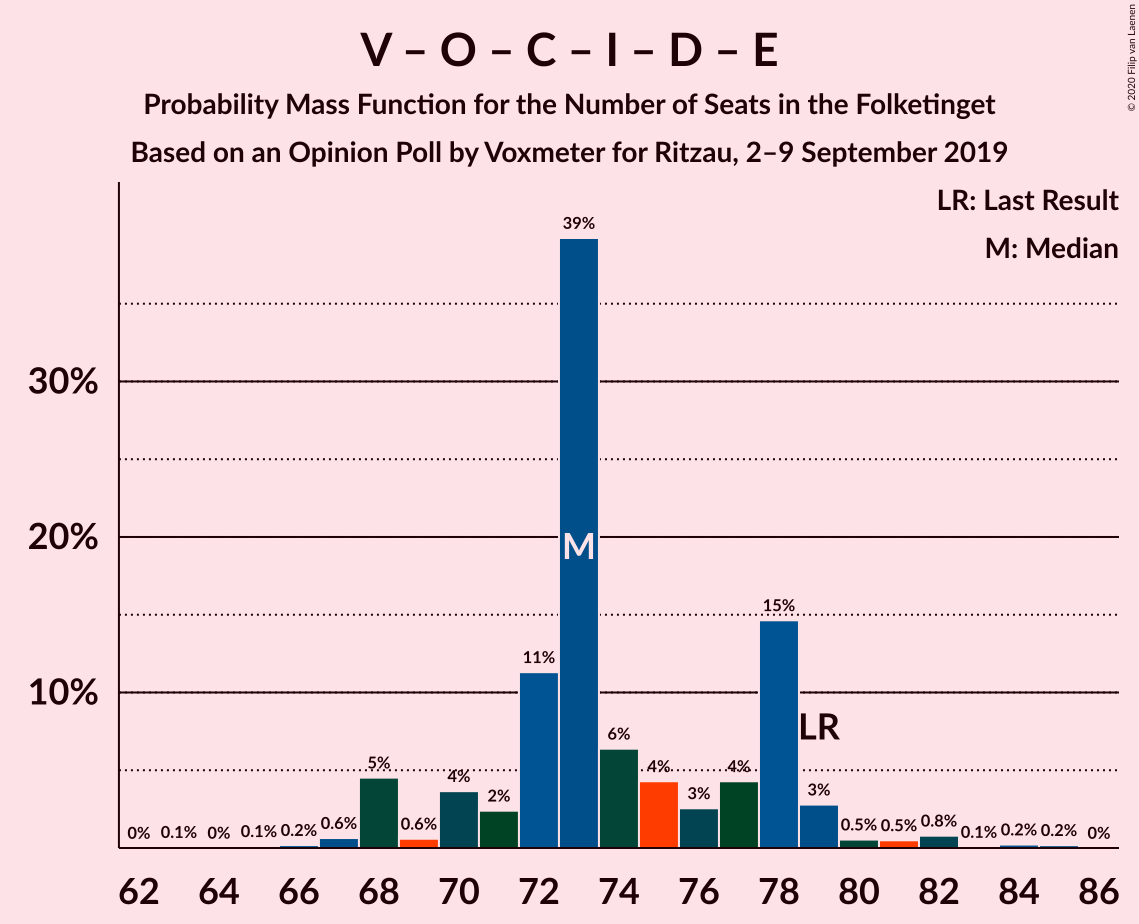 V – O – C – I – D – E
Probability Mass Function for the Number of Seats in the Folketinget
Based on an Opinion Poll by Voxmeter for Ritzau, 2–9 September 2019
© 2020 Filip van Laenen
LR: Last Result
M: Median
39%
30%
20%
M
15%
11%
10%
LR
6%
5%
4%
4%
4%
3%
3%
2%
0% 0.1% 0% 0.1% 0.2% 0.6% 0.6% 0.5% 0.5% 0.8% 0.1% 0.2% 0.2% 0%
62 64 66 68 70 72 74 76 78 80 82 84 86